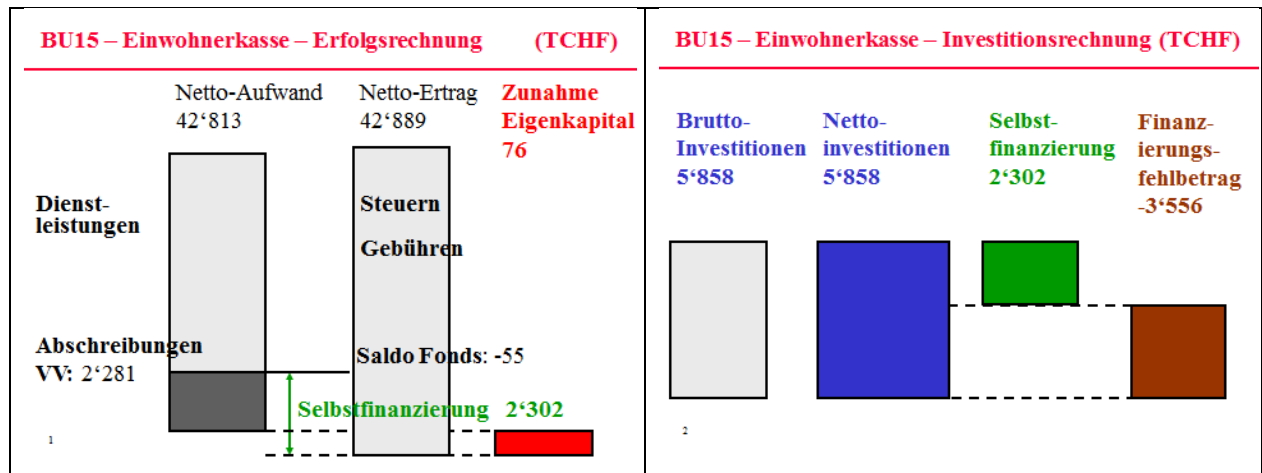 BU15 – Einwohnerkasse – Erfolgsrechnung (TCHF)
Netto-Aufwand
42‘813
Netto-Ertrag
42‘889
Zunahme
Eigenkapital
76
Dienst-
leistungen
Steuern
Gebühren
Abschreibungen
VV: 2‘281
Saldo Fonds: -55
Selbstfinanzierung 2‘302
1
BU15 – Einwohnerkasse – Investitionsrechnung (TCHF)
Brutto-
Investitionen
5‘858
Netto-
investitionen
5‘858
Selbst-
finanzierung
2‘302
Finanz-
ierungs-
fehlbetrag
-3‘556
2